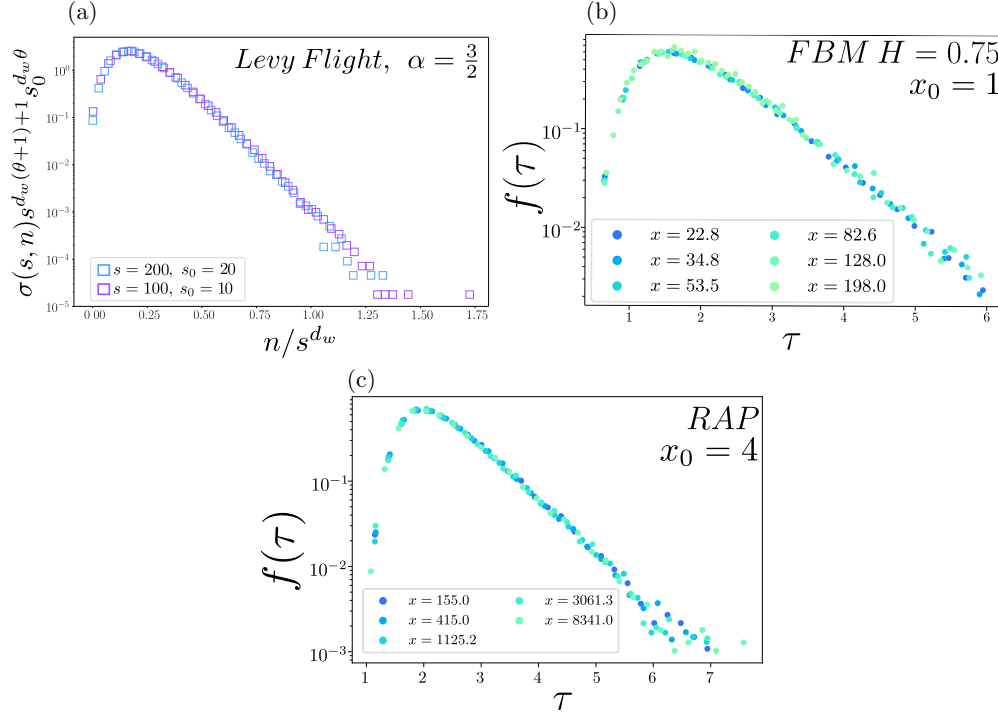 (a)
Levy Flight, α = 3/2
σ(s, n)s^{d_w(θ+1)+1}s_0^{d_wθ}
10^0
10^{-1}
10^{-2}
10^{-3}
10^{-4}
10^{-5}
s = 200, s_0 = 20
s = 100, s_0 = 10
0.00 0.25 0.50 0.75 1.00 1.25 1.50 1.75
n/s^{d_w}
(b)
FBM H = 0.75
x_0 = 1
f(τ)
10^{-1}
10^{-2}
x = 22.8 x = 82.6
x = 34.8 x = 128.0
x = 53.5 x = 198.0
1 2 3 4 5 6
τ
(c)
RAP
x_0 = 4
f(τ)
10^{-1}
10^{-2}
10^{-3}
x = 155.0 x = 3061.3
x = 415.0 x = 8341.0
x = 1125.2
1 2 3 4 5 6 7
τ